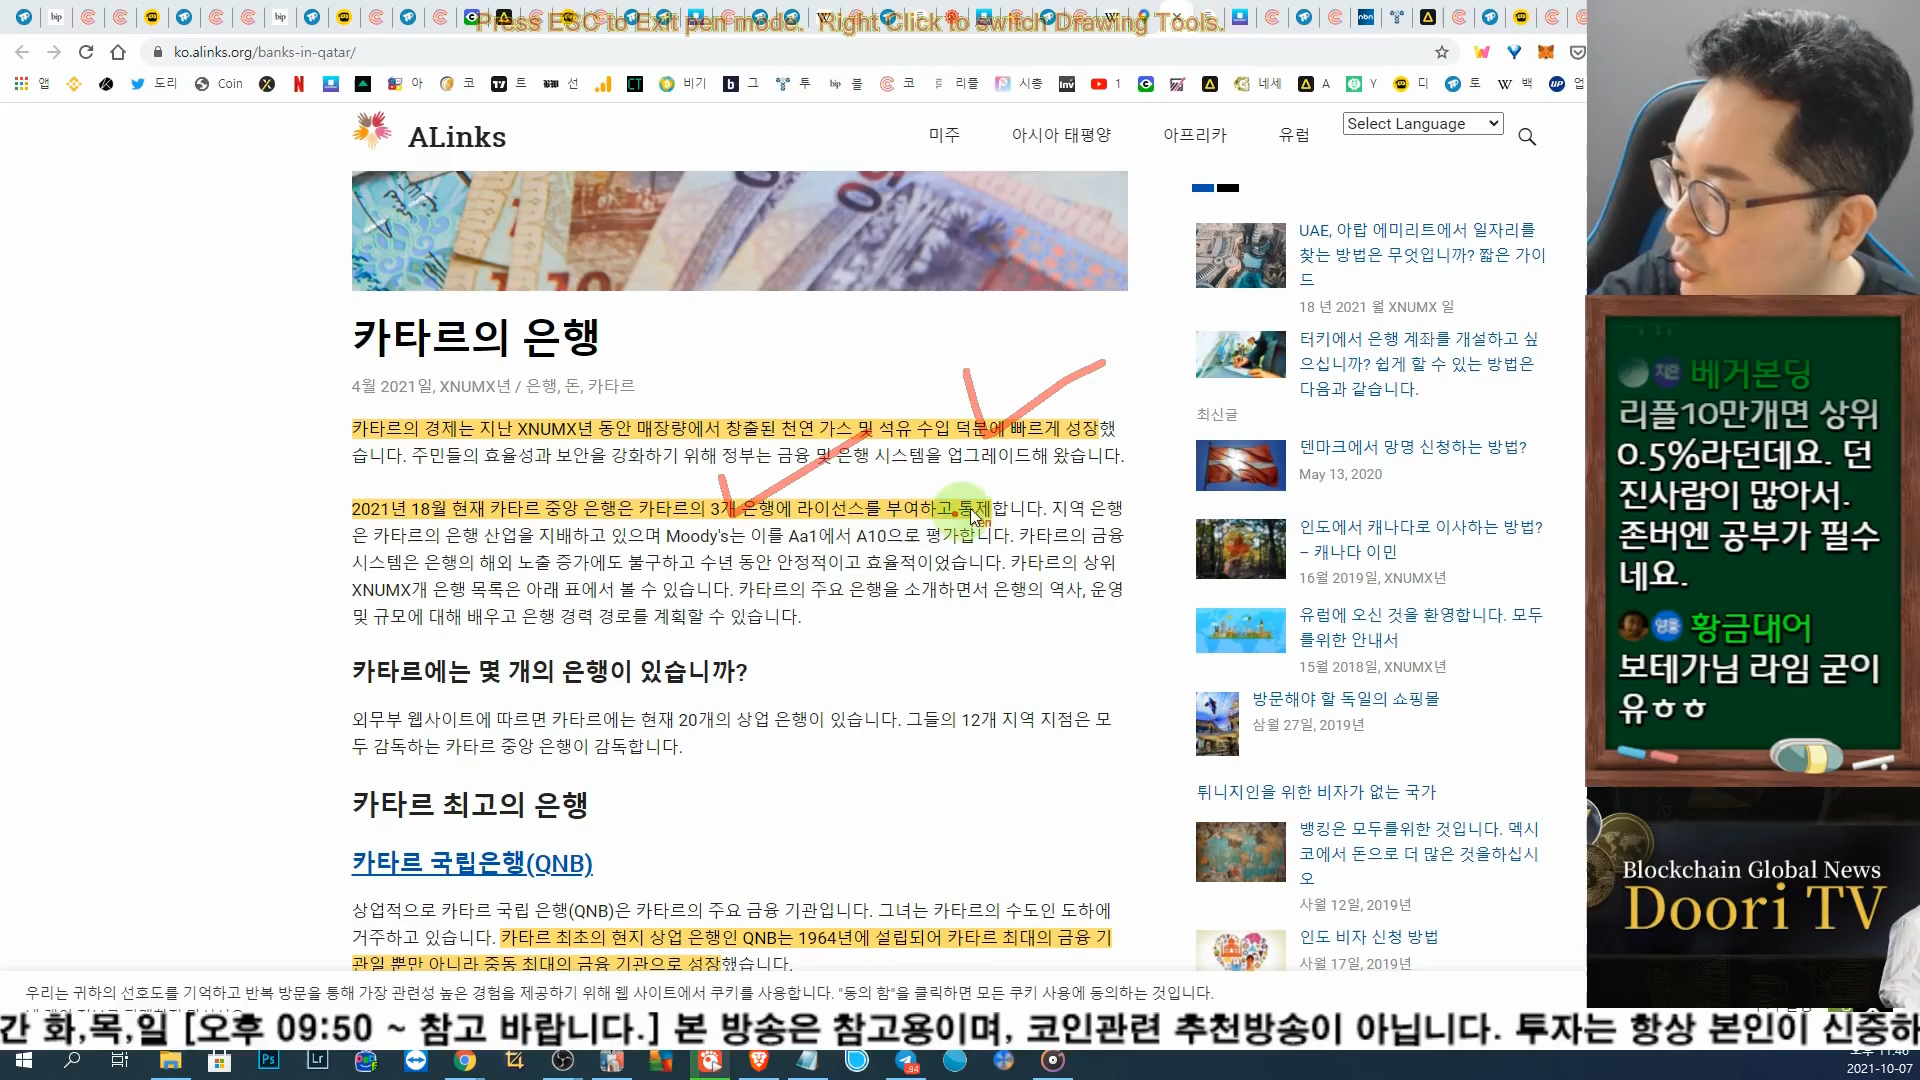 Press ESC to Exit pen mode. Right Click to switch Drawing Tools.
ko.alinks.org/banks-in-qatar/
앱
도리
Coin
아
코
트
선
비기
그
투
bip
블
코
리플
시총
inv
1
네세
A
Y
디
토
백
UP
업
ALinks
미주
아시아 태평양
아프리카
유럽
Select Language
카타르의 은행
4월 2021일, XNUMX년 / 은행, 돈, 카타르
카타르의 경제는 지난 XNUMX년 동안 매장량에서 창출된 천연 가스 및 석유 수입 덕분에 빠르게 성장했
습니다. 주민들의 효율성과 보안을 강화하기 위해 정부는 금융 및 은행 시스템을 업그레이드해 왔습니다.
2021년 18월 현재 카타르 중앙 은행은 카타르의 3개 은행에 라이선스를 부여하고 통제합니다. 지역 은행
은 카타르의 은행 산업을 지배하고 있으며 Moody's는 이를 Aa1에서 A10으로 평가합니다. 카타르의 금융
시스템은 은행의 해외 노출 증가에도 불구하고 수년 동안 안정적이고 효율적이었습니다. 카타르의 상위
XNUMX개 은행 목록은 아래 표에서 볼 수 있습니다. 카타르의 주요 은행을 소개하면서 은행의 역사, 운영
및 규모에 대해 배우고 은행 경력 경로를 계획할 수 있습니다.
카타르에는 몇 개의 은행이 있습니까?
외무부 웹사이트에 따르면 카타르에는 현재 20개의 상업 은행이 있습니다. 그들의 12개 지역 지점은 모
두 감독하는 카타르 중앙 은행이 감독합니다.
카타르 최고의 은행
카타르 국립은행(QNB)
상업적으로 카타르 국립 은행(QNB)은 카타르의 주요 금융 기관입니다. 그녀는 카타르의 수도인 도하에
거주하고 있습니다. 카타르 최초의 현지 상업 은행인 QNB는 1964년에 설립되어 카타르 최대의 금융 기
관일 뿐만 아니라 중동 최대의 금융 기관으로 성장했습니다.
UAE, 아랍 에미리트에서 일자리를
찾는 방법은 무엇입니까? 짧은 가이
드
18 년 2021 월 XNUMX 일
터키에서 은행 계좌를 개설하고 싶
으십니까? 쉽게 할 수 있는 방법은
다음과 같습니다.
최신글
덴마크에서 망명 신청하는 방법?
May 13, 2020
인도에서 캐나다로 이사하는 방법?
– 캐나다 이민
16월 2019일, XNUMX년
유럽에 오신 것을 환영합니다. 모두
를위한 안내서
15월 2018일, XNUMX년
방문해야 할 독일의 쇼핑몰
삼월 27일, 2019년
튀니지인을 위한 비자가 없는 국가
뱅킹은 모두를위한 것입니다. 멕시
코에서 돈으로 더 많은 것을하십시
오
사월 12일, 2019년
인도 비자 신청 방법
사월 17일, 2019년
우리는 귀하의 선호도를 기억하고 반복 방문을 통해 가장 관련성 높은 경험을 제공하기 위해 웹 사이트에서 쿠키를 사용합니다. "동의 함"을 클릭하면 모든 쿠키 사용에 동의하는 것입니다.
지은 베거본딩
리플10만개면 상위
0.5%라던데요. 던
진사람이 많아서.
존버엔 공부가 필수
네요.
영웅 황금대어
보테가님 라임 굳이
유ㅎㅎ
Blockchain Global News
Doori TV
간 화,목,일 [오후 09:50 ~ 참고 바랍니다.] 본 방송은 참고용이며, 코인관련 추천방송이 아닙니다. 투자는 항상 본인이 신중하
Ps
Lr
94
오후 11:46
2021-10-07